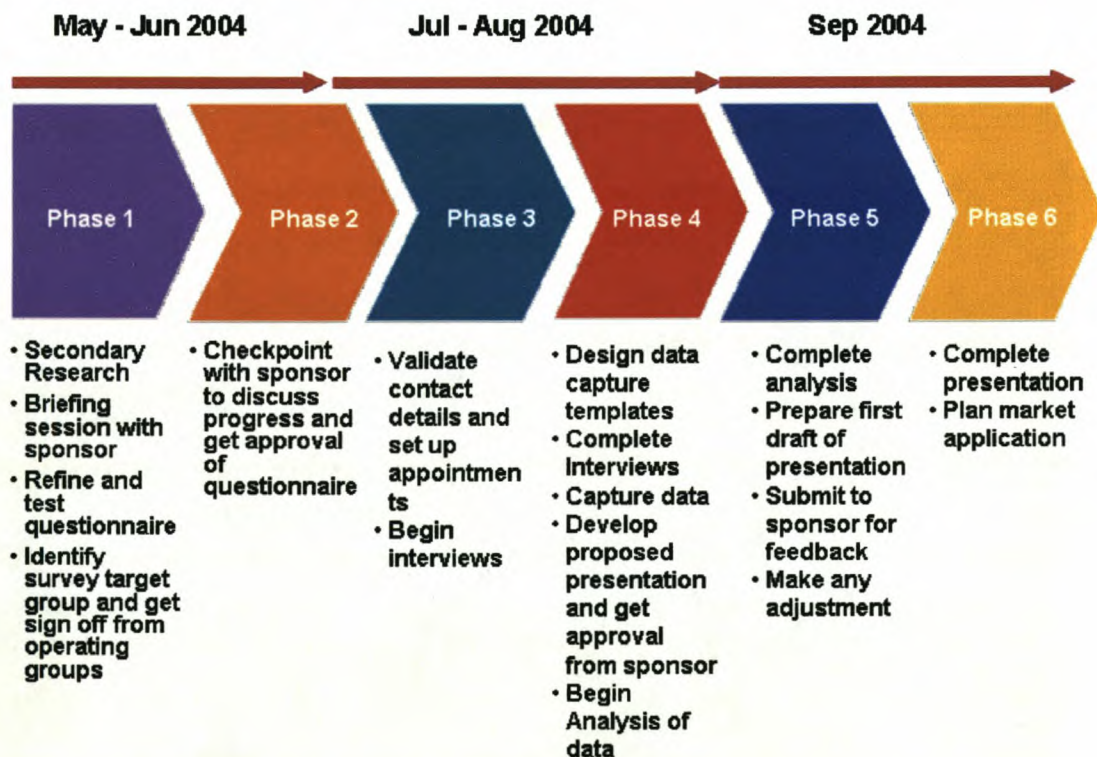 May - Jun 2004
Jul - Aug 2004
Sep 2004
Phase 1
Phase 2
Phase 3
Phase 4
Phase 5
Phase 6
• Secondary
Research
• Briefing
session with
sponsor
• Refine and
test
questionnaire
• Identify
survey target
group and get
sign off from
operating
groups
• Checkpoint
with sponsor
to discuss
progress and
get approval
of
questionnaire
• Validate
contact
details and
set up
appointmen
ts
• Begin
interviews
• Design data
capture
templates
• Complete
Interviews
• Capture data
• Develop
proposed
presentation
and get
approval
from sponsor
• Begin
Analysis of
data
• Complete
analysis
• Prepare first
draft of
presentation
• Submit to
sponsor for
feedback
• Make any
adjustment
• Complete
presentation
• Plan market
application